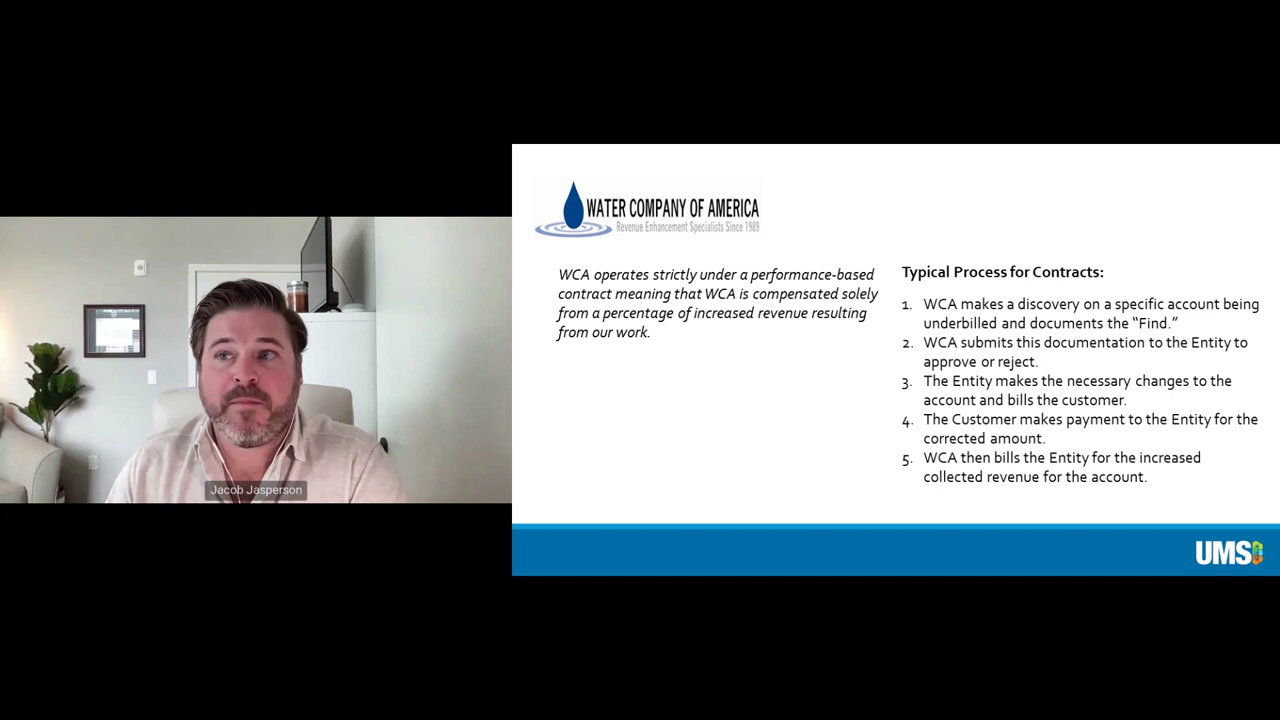 Jacob Jasperson
WATER COMPANY OF AMERICA
Revenue Enhancement Specialists Since 1989
WCA operates strictly under a performance-based
contract meaning that WCA is compensated solely
from a percentage of increased revenue resulting
from our work.
Typical Process for Contracts:
1. WCA makes a discovery on a specific account being
underbilled and documents the “Find.”
2. WCA submits this documentation to the Entity to
approve or reject.
3. The Entity makes the necessary changes to the
account and bills the customer.
4. The Customer makes payment to the Entity for the
corrected amount.
5. WCA then bills the Entity for the increased
collected revenue for the account.
UMS